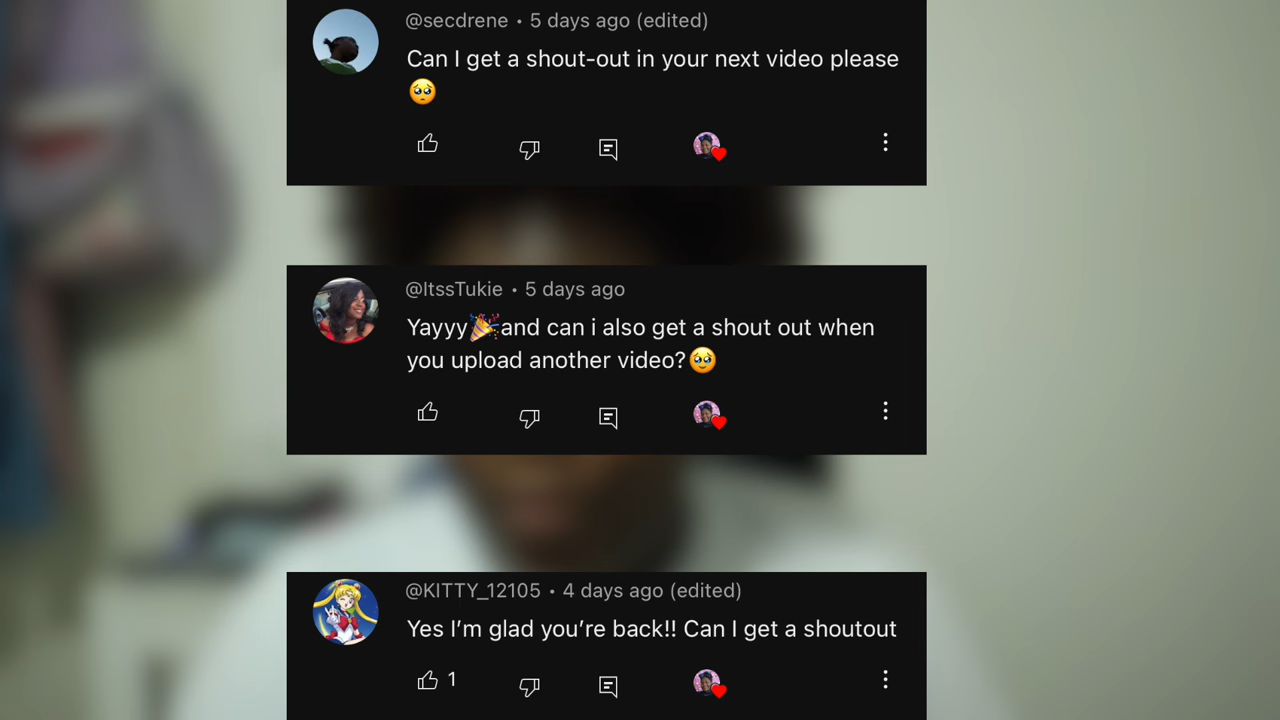 @secdrene • 5 days ago (edited)
Can I get a shout-out in your next video please
🥺
@ItssTukie • 5 days ago
Yayyy🎉and can i also get a shout out when
you upload another video?🥹
@KITTY_12105 • 4 days ago (edited)
Yes I’m glad you’re back!! Can I get a shoutout
1